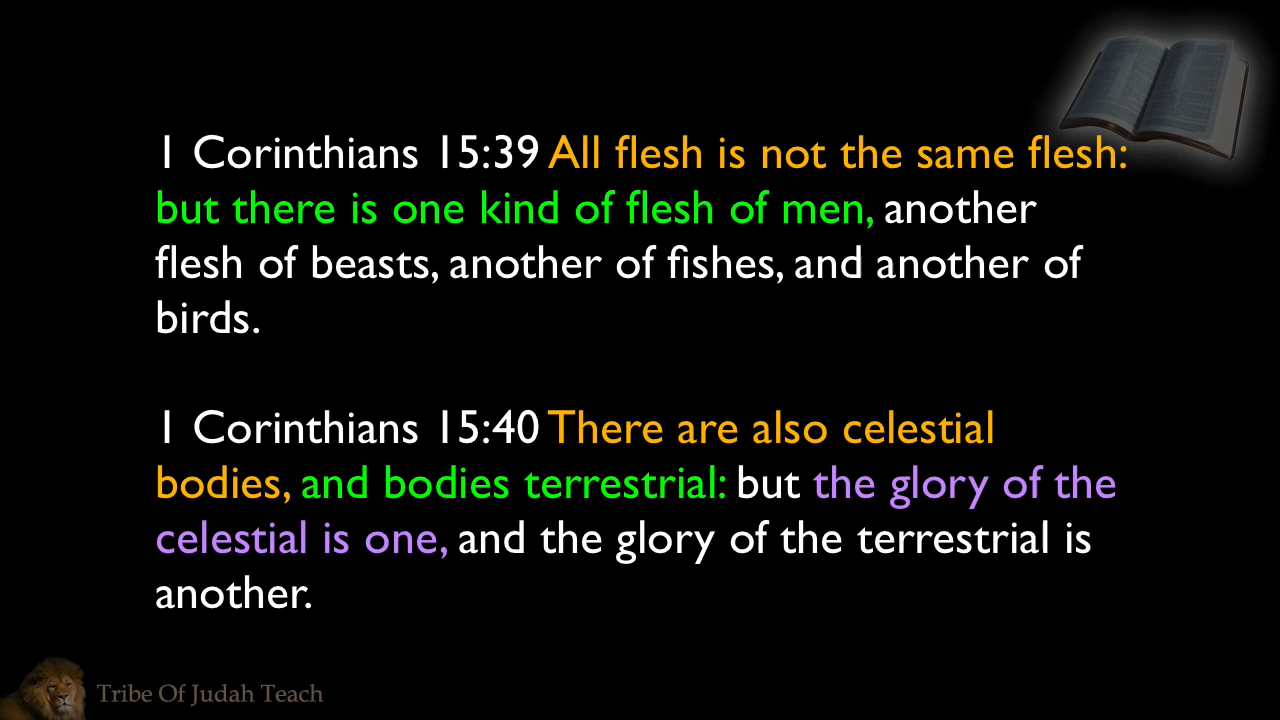 1 Corinthians 15:39 All flesh is not the same flesh:
but there is one kind of flesh of men, another
flesh of beasts, another of fishes, and another of
birds.
1 Corinthians 15:40 There are also celestial
bodies, and bodies terrestrial: but the glory of the
celestial is one, and the glory of the terrestrial is
another.
Tribe Of Judah Teach